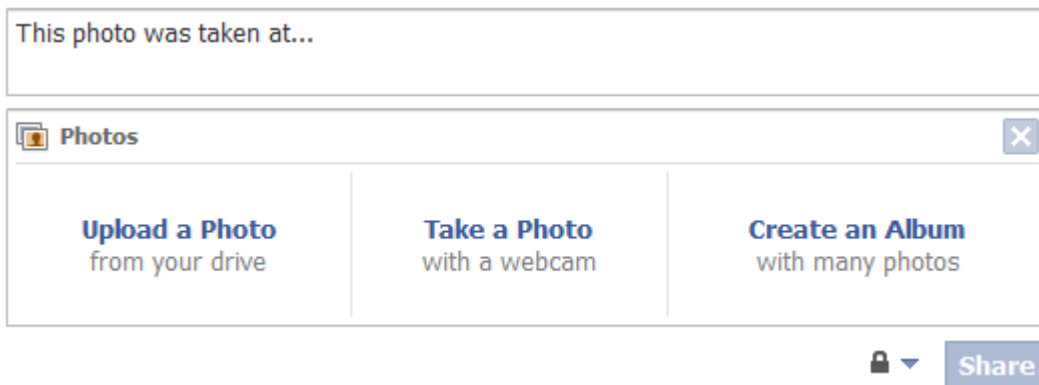 This photo was taken at...
Photos
Upload a Photo
from your drive
Take a Photo
with a webcam
Create an Album
with many photos
Share